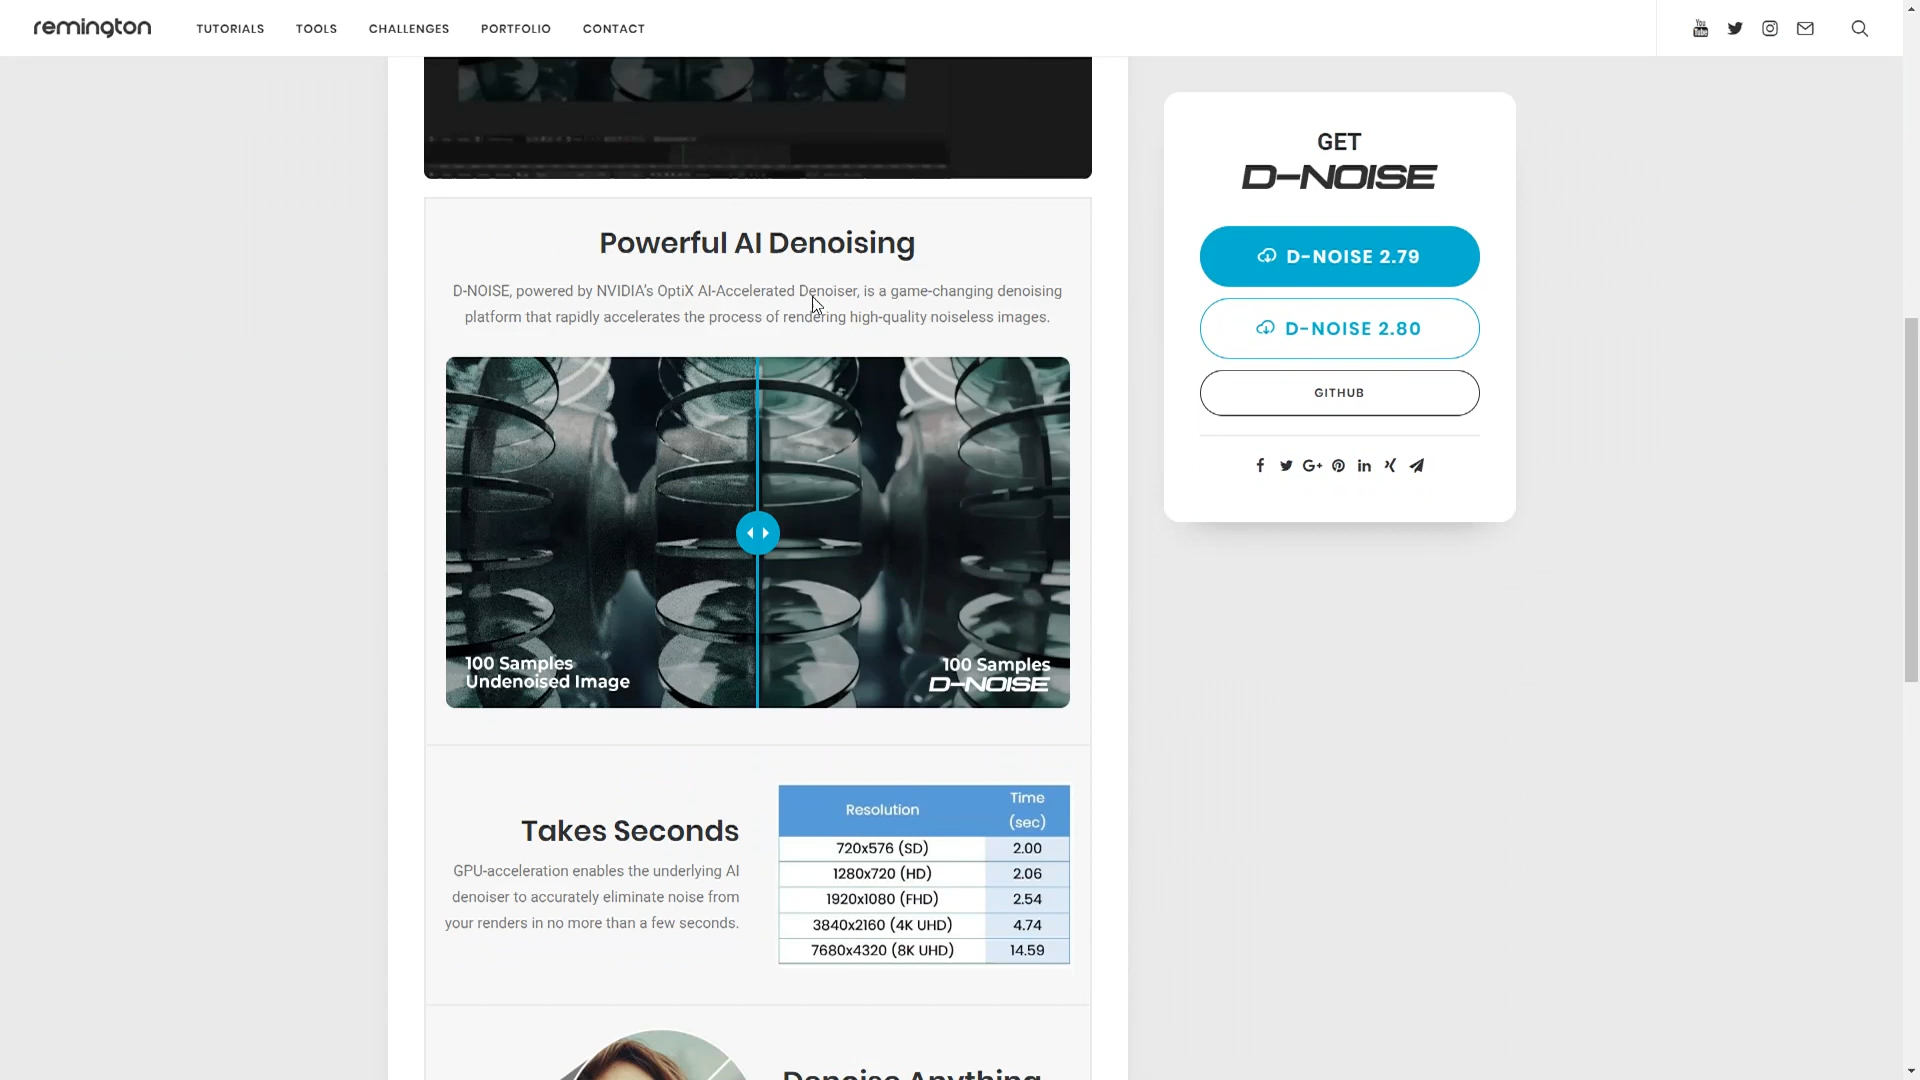 remington
TUTORIALS
TOOLS
CHALLENGES
PORTFOLIO
CONTACT
You
Tube
Powerful AI Denoising
D-NOISE, powered by NVIDIA's OptiX AI-Accelerated Denoiser, is a game-changing denoising
platform that rapidly accelerates the process of rendering high-quality noiseless images.
100 Samples
Undenoised Image
100 Samples
D-NOISE
Takes Seconds
GPU-acceleration enables the underlying AI
denoiser to accurately eliminate noise from
your renders in no more than a few seconds.
Resolution Time
(sec)
720x576 (SD) 2.00
1280x720 (HD) 2.06
1920x1080 (FHD) 2.54
3840x2160 (4K UHD) 4.74
7680x4320 (8K UHD) 14.59
Denoise Anything
GET
D-NOISE
D-NOISE 2.79
D-NOISE 2.80
GITHUB